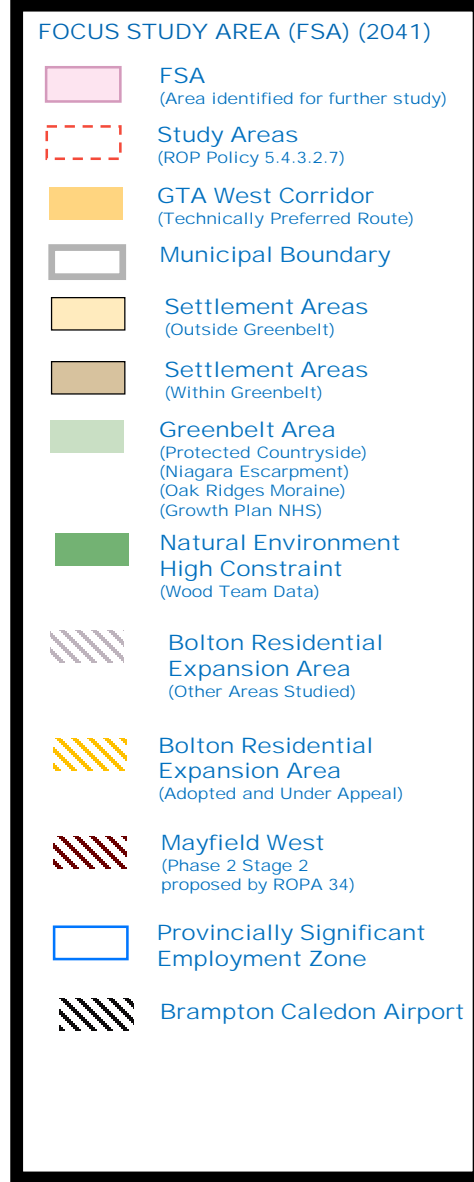 FOCUS STUDY AREA (FSA) (2041)
FSA
(Area identified for further study)
Study Areas
(ROP Policy 5.4.3.2.7)
GTA West Corridor
(Technically Preferred Route)
Municipal Boundary
Settlement Areas
(Outside Greenbelt)
Settlement Areas
(Within Greenbelt)
Greenbelt Area
(Protected Countryside)
(Niagara Escarpment)
(Oak Ridges Moraine)
(Growth Plan NHS)
Natural Environment
High Constraint
(Wood Team Data)
Bolton Residential
Expansion Area
(Other Areas Studied)
Bolton Residential
Expansion Area
(Adopted and Under Appeal)
Mayfield West
(Phase 2 Stage 2
proposed by ROPA 34)
Provincially Significant
Employment Zone
Brampton Caledon Airport